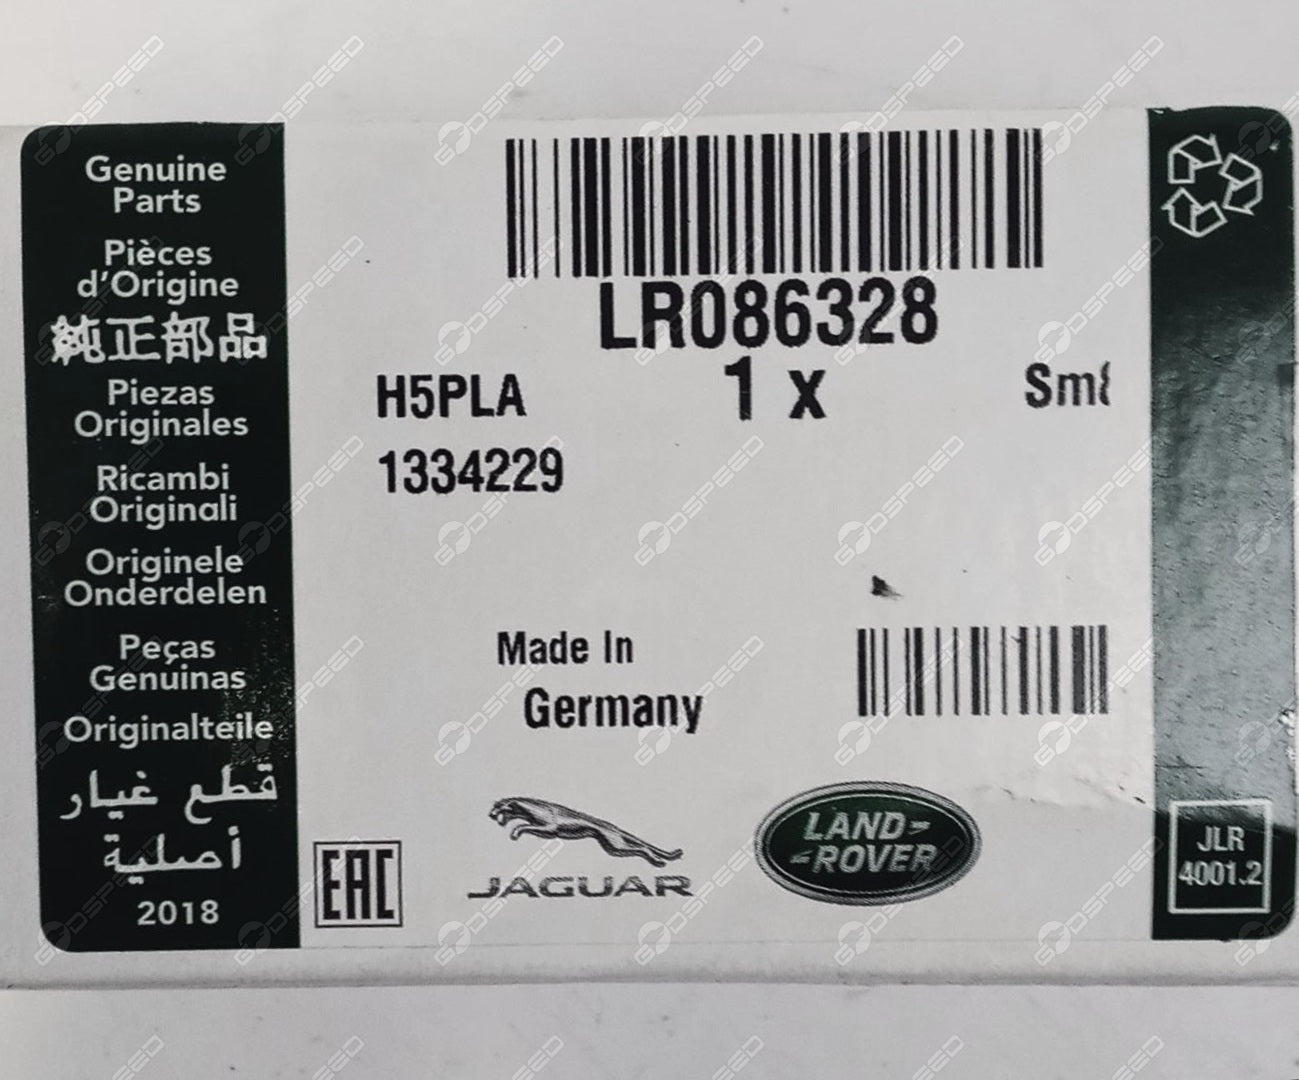 Genuine
Parts
Pièces
d'Origine
純正部品
Piezas
Originales
Ricambi
Originali
Originele
Onderdelen
Peças
Genuinas
Originalteile
قطع غيار
أصلية
2018
EAC
LR086328
H5PLA
1 x
1334229
Made In
Germany
JAGUAR
LAND-
-ROVER
JLR
4001.2
GODSPEED